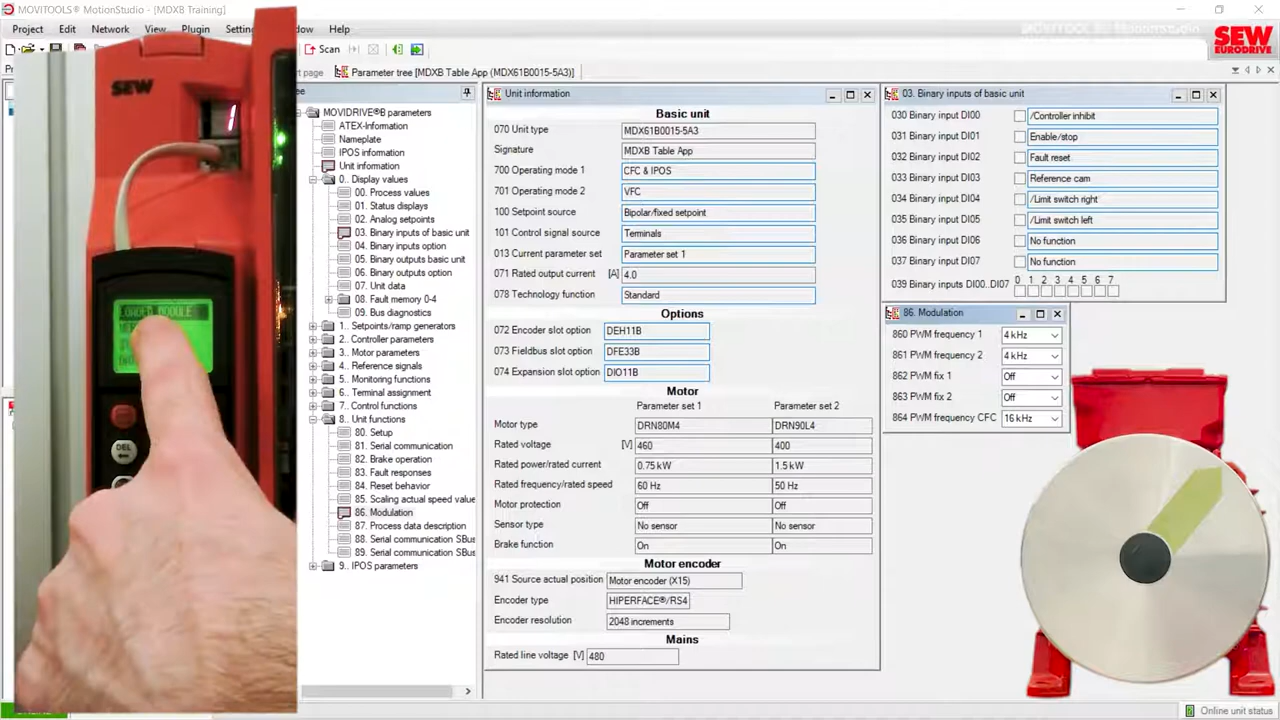 MOVITOOLS ® MotionStudio - [MDXB Training]
Project Edit Network View Plugin
Help
SEW
EURODRIVE
Scan
Parameter tree [MDXB Table App (MDX61B0015-5A3)]
SEW
1
LOADED MODULE
DEL
MOVIDRIVE®B parameters
ATEX-Information
Nameplate
IPOS information
Unit information
0.. Display values
00. Process values
01. Status displays
02. Analog setpoints
03. Binary inputs of basic unit
04. Binary inputs option
05. Binary outputs basic unit
06. Binary outputs option
07. Unit data
08. Fault memory 0-4
09. Bus diagnostics
1.. Setpoints/ramp generators
2.. Controller parameters
3.. Motor parameters
4.. Reference signals
5.. Monitoring functions
6.. Terminal assignment
7.. Control functions
8.. Unit functions
80. Setup
81. Serial communication
82. Brake operation
83. Fault responses
84. Reset behavior
85. Scaling actual speed value
86. Modulation
87. Process data description
88. Serial communication SBus
89. Serial communication SBus
9.. IPOS parameters
Unit information
Basic unit
070 Unit type MDX61B0015-5A3
Signature MDXB Table App
700 Operating mode 1 CFC & IPOS
701 Operating mode 2 VFC
100 Setpoint source Bipolar/fixed setpoint
101 Control signal source Terminals
013 Current parameter set Parameter set 1
071 Rated output current [A] 4.0
078 Technology function Standard
Options
072 Encoder slot option DEH11B
073 Fieldbus slot option DFE33B
074 Expansion slot option DIO11B
Motor
Parameter set 1 Parameter set 2
Motor type DRN80M4 DRN90L4
Rated voltage [V] 460 400
Rated power/rated current 0.75 kW 1.5 kW
Rated frequency/rated speed 60 Hz 50 Hz
Motor protection Off Off
Sensor type No sensor No sensor
Brake function On On
Motor encoder
941 Source actual position Motor encoder (X15)
Encoder type HIPERFACE®/RS4
Encoder resolution 2048 increments
Mains
Rated line voltage [V] 480
03. Binary inputs of basic unit
030 Binary input DI00 /Controller inhibit
031 Binary input DI01 Enable/stop
032 Binary input DI02 Fault reset
033 Binary input DI03 Reference cam
034 Binary input DI04 /Limit switch right
035 Binary input DI05 /Limit switch left
036 Binary input DI06 No function
037 Binary input DI07 No function
039 Binary inputs DI00..DI07 0 1 2 3 4 5 6 7
86. Modulation
860 PWM frequency 1 4 kHz
861 PWM frequency 2 4 kHz
862 PWM fix 1 Off
863 PWM fix 2 Off
864 PWM frequency CFC 16 kHz
Online unit status